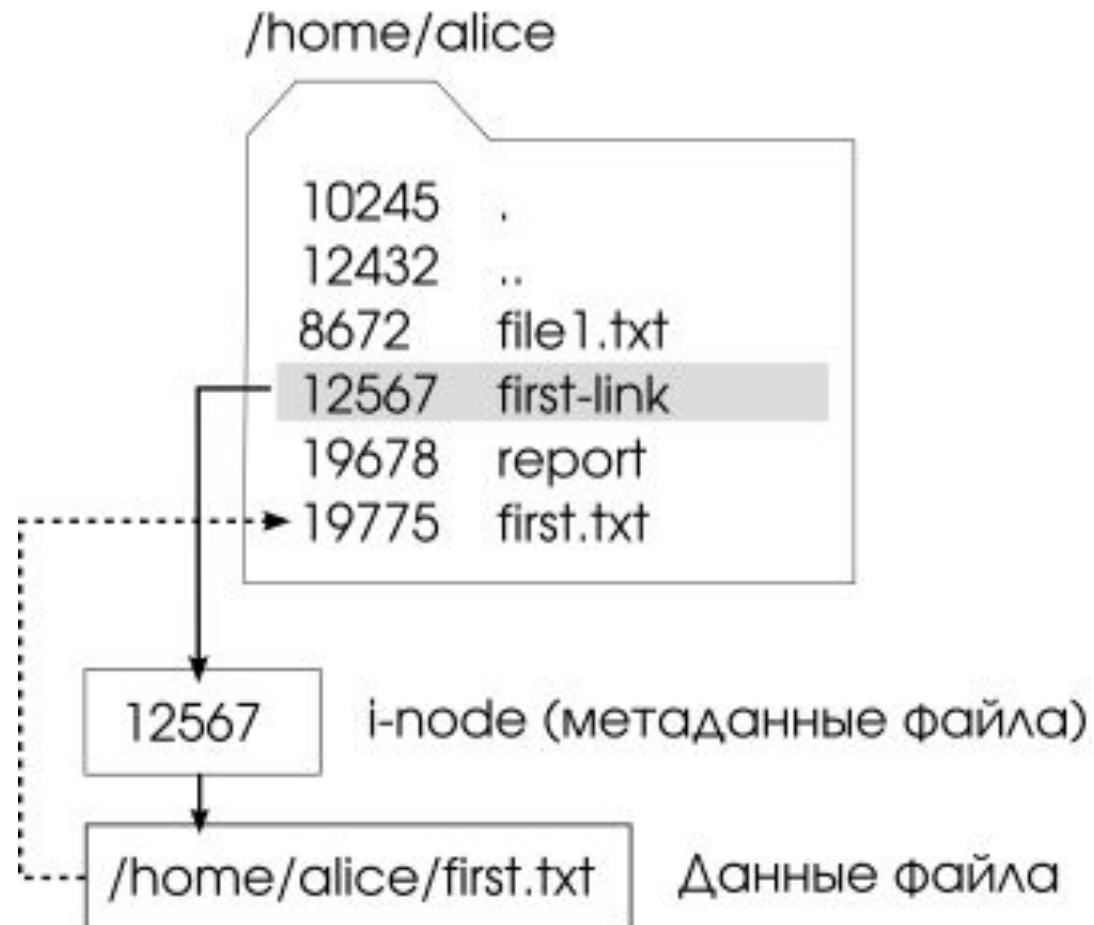 /home/alice
10245 .
12432 ..
8672 file1.txt
12567 first-link
19678 report
19775 first.txt
12567 i-node (метаданные файла)
/home/alice/first.txt Данные файла